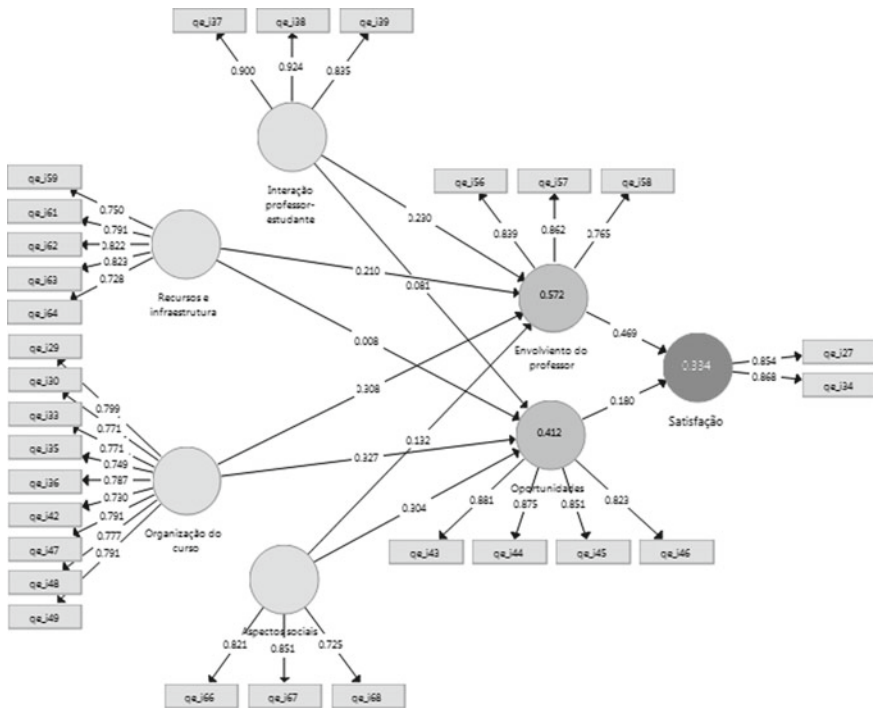 qe_i37 qe_i38 qe_i39
0.900 0.924 0.835
Interação
professor-
estudante
qe_i59
qe_i61
qe_i62
qe_i63
qe_i64
0.750
0.791
0.822
0.823
0.728
Recursos e
infraestrutura
qe_i29
qe_i30
qe_i33
qe_i35
qe_i36
qe_i42
qe_i47
qe_i48
qe_i49
0.799
0.771
0.771
0.749
0.787
0.730
0.791
0.777
0.791
Organização do
curso
Aspectos sociais
0.821 0.851 0.725
qe_i66 qe_i67 qe_i68
0.230
0.210
0.081
0.008
0.308
0.132
0.327
0.304
qe_i56 qe_i57 qe_i58
0.839 0.862 0.765
0.572
Envolviento do
professor
0.412
Oportunidades
0.881 0.875 0.851 0.823
qe_i43 qe_i44 qe_i45 qe_i46
0.469
0.180
0.334
Satisfação
0.854
0.868
qe_i27
qe_i34